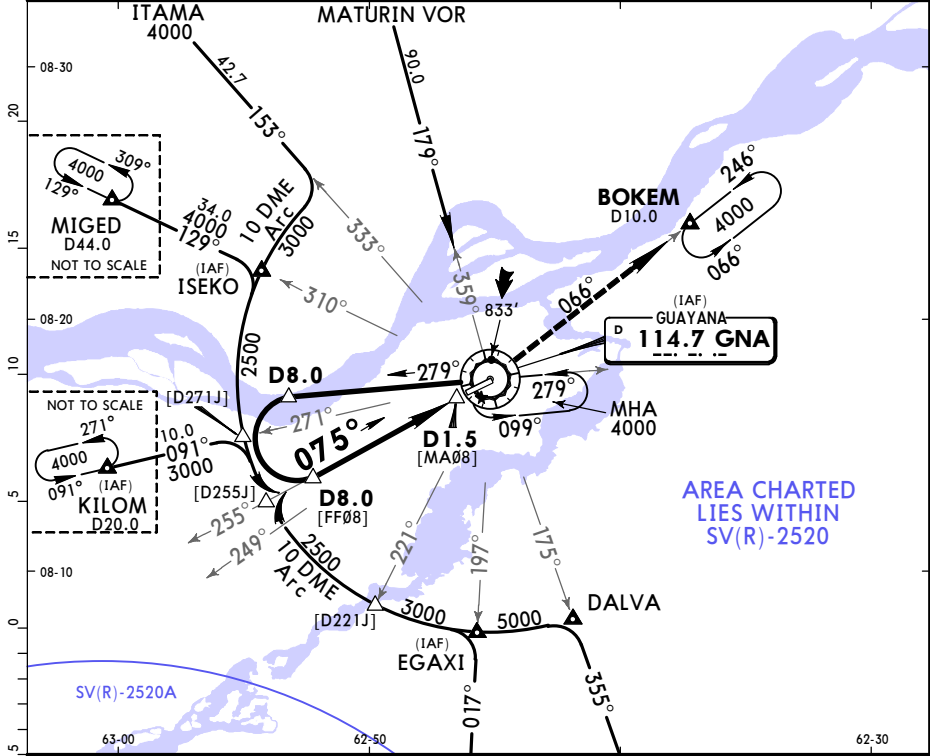 ITAMA
4000
MATURIN VOR
08-30
42.7
90.0
20
153°
179°
309°
4000
129°
MIGED
D44.0
NOT TO SCALE
34.0
4000
129°
10 DME
Arc
3000
(IAF)
ISEKO
333°
310°
359°
833'
BOKEM
D10.0
246°
4000
066°
066°
15
08-20
(IAF)
GUAYANA
D
114.7 GNA
2500
10
D8.0
279°
279°
099°
MHA
4000
NOT TO SCALE
[D271J]
271°
4000
091°
(IAF)
KILOM
D20.0
10.0
091°
3000
271°
075°
D1.5
[MAØ8]
D8.0
[FFØ8]
[D255J]
255°
249°
5
AREA CHARTED
LIES WITHIN
SV(R)-2520
221°
197°
175°
2500
10 DME
Arc
08-10
[D221J]
3000
5000
DALVA
0
(IAF)
EGAXI
017°
355°
SV(R)-2520A
5
63-00
62-50
62-30